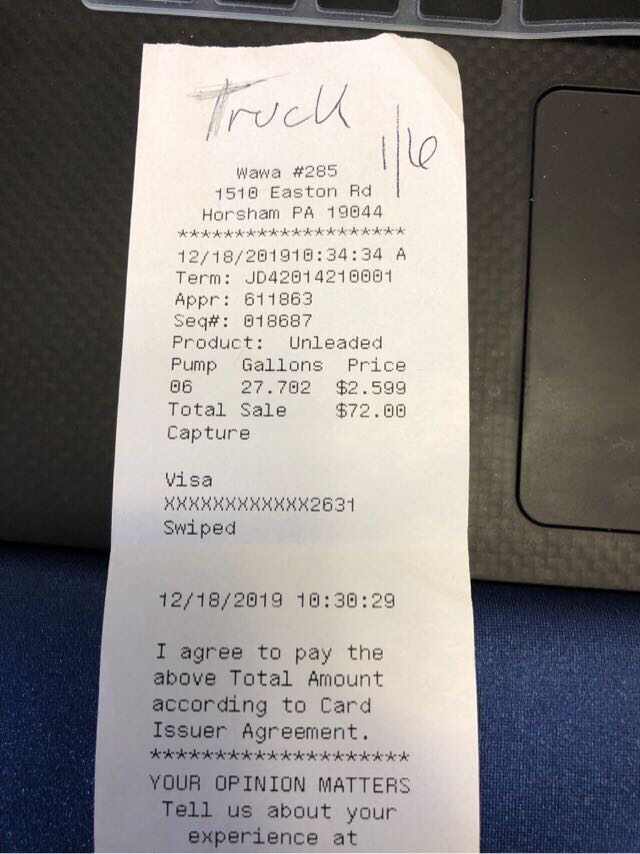 Truck
1/6
Wawa #285
1510 Easton Rd
Horsham PA 19044
*******************
12/18/201910:34:34 A
Term: JD42014210001
Appr: 611863
Seq#: 018687
Product: Unleaded
Pump Gallons Price
06 27.702 $2.599
Total Sale $72.00
Capture
Visa
XXXXXXXXXXXX2631
Swiped
12/18/2019 10:30:29
I agree to pay the
above Total Amount
according to Card
Issuer Agreement.
*******************
YOUR OPINION MATTERS
Tell us about your
experience at